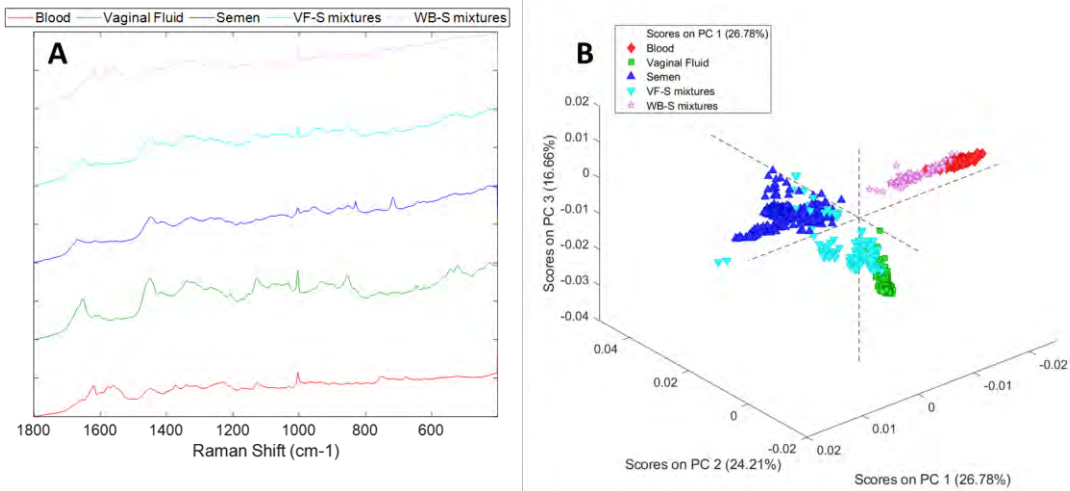 Blood Vaginal Fluid Semen VF-S mixtures WB-S mixtures
A
1800 1600 1400 1200 1000 800 600
Raman Shift (cm-1)
B
Scores on PC 1 (26.78%)
Blood
Vaginal Fluid
Semen
VF-S mixtures
WB-S mixtures
Scores on PC 3 (16.66%)
0.02
0.01
0
-0.01
-0.02
-0.03
-0.04
0.04
0.02
0
-0.02
Scores on PC 2 (24.21%)
0.02
0.01
0
-0.01
-0.02
Scores on PC 1 (26.78%)